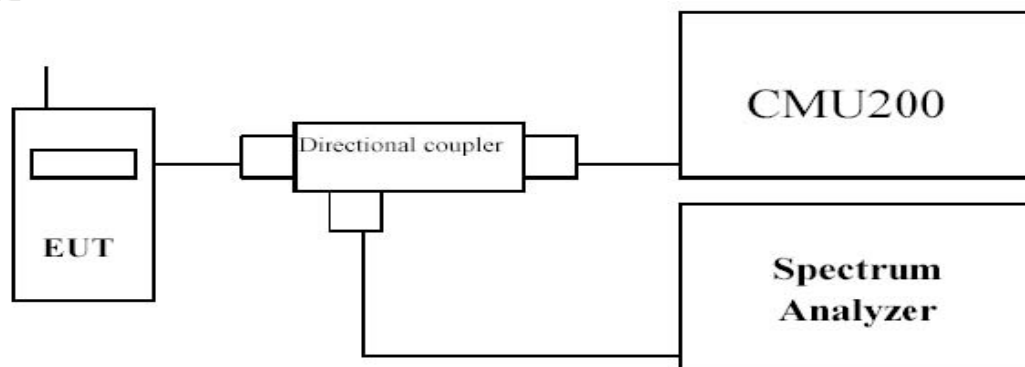 Directional coupler
CMU200
EUT
Spectrum
Analyzer